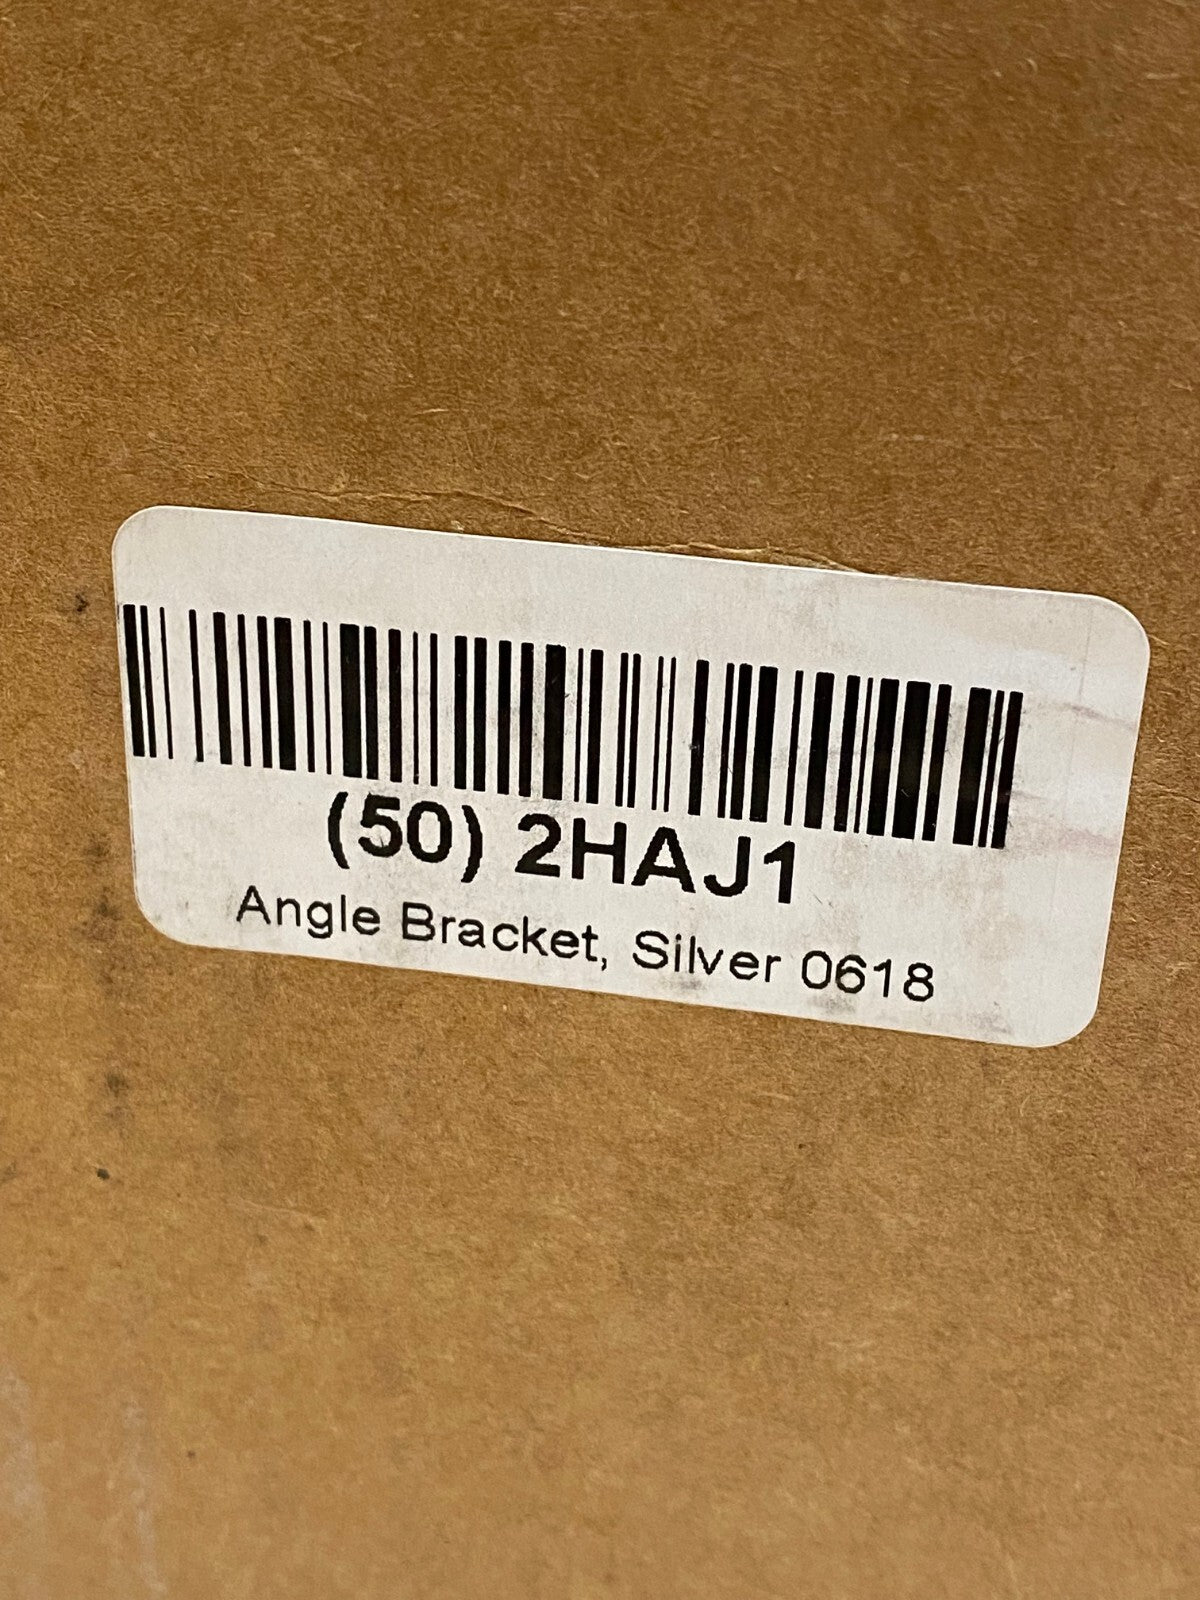 (50) 2HAJ1
Angle Bracket, Silver 0618